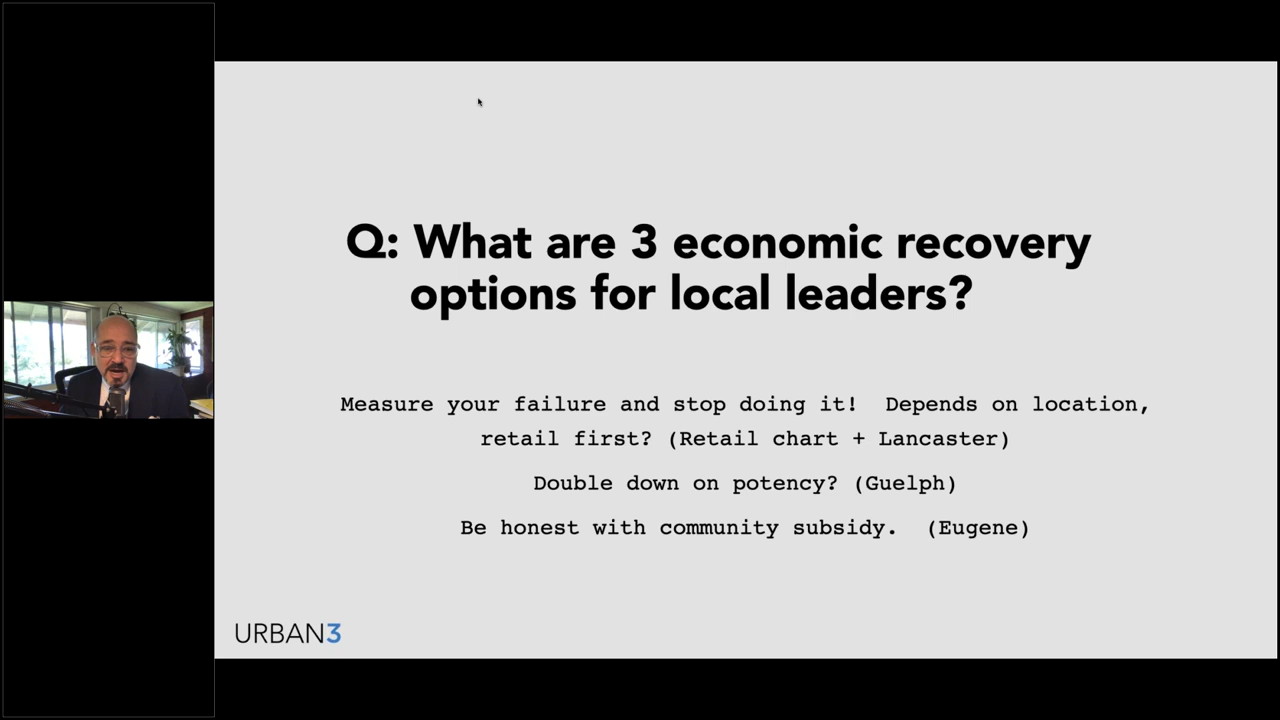 Q: What are 3 economic recovery
options for local leaders?
Measure your failure and stop doing it!  Depends on location,
retail first? (Retail chart + Lancaster)
Double down on potency? (Guelph)
Be honest with community subsidy.  (Eugene)
URBAN3